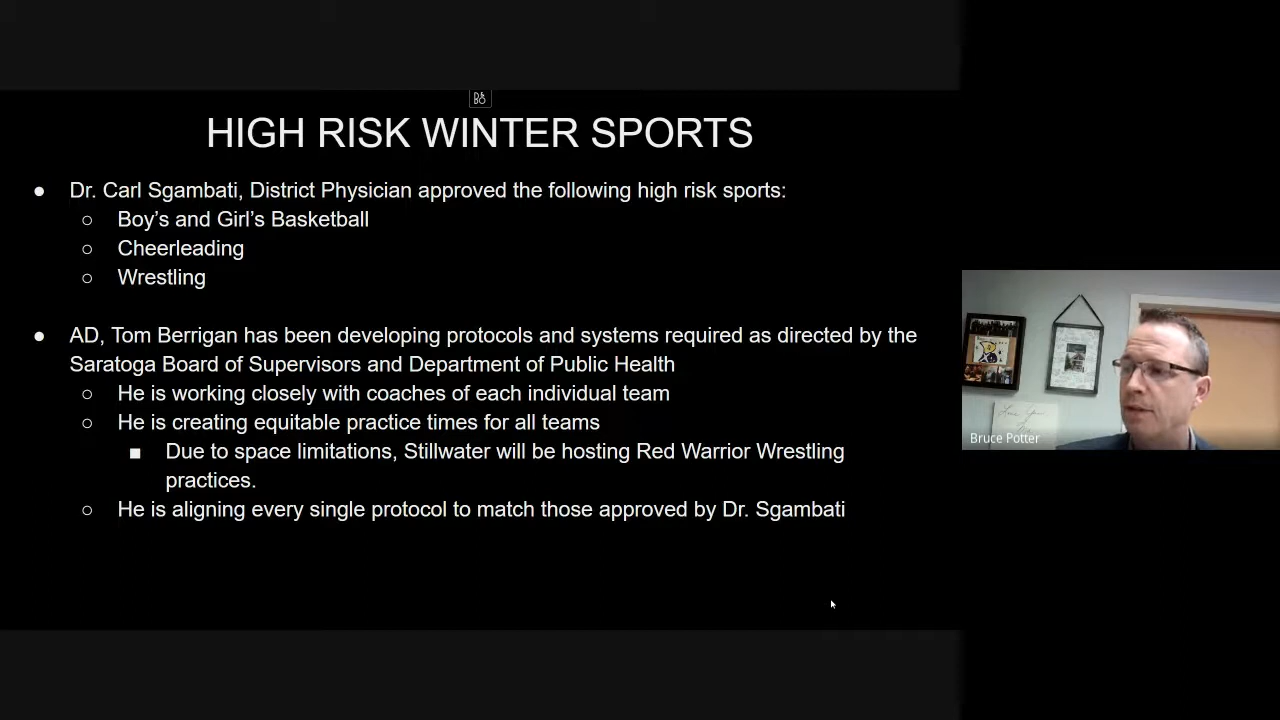 HIGH RISK WINTER SPORTS
● Dr. Carl Sgambati, District Physician approved the following high risk sports:
○ Boy's and Girl's Basketball
○ Cheerleading
○ Wrestling
● AD, Tom Berrigan has been developing protocols and systems required as directed by the
Saratoga Board of Supervisors and Department of Public Health
○ He is working closely with coaches of each individual team
○ He is creating equitable practice times for all teams
■ Due to space limitations, Stillwater will be hosting Red Warrior Wrestling
practices.
○ He is aligning every single protocol to match those approved by Dr. Sgambati
Bruce Potter